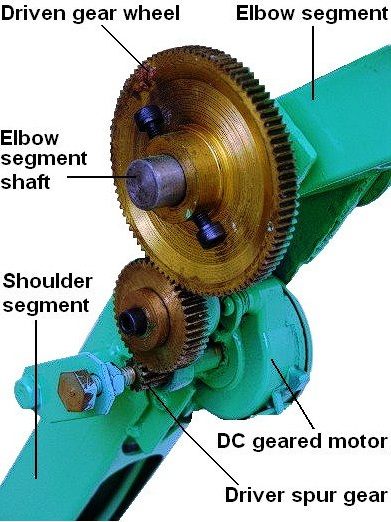 Driven gear wheel
Elbow segment
Elbow
segment
shaft
Shoulder
segment
DC geared motor
Driver spur gear